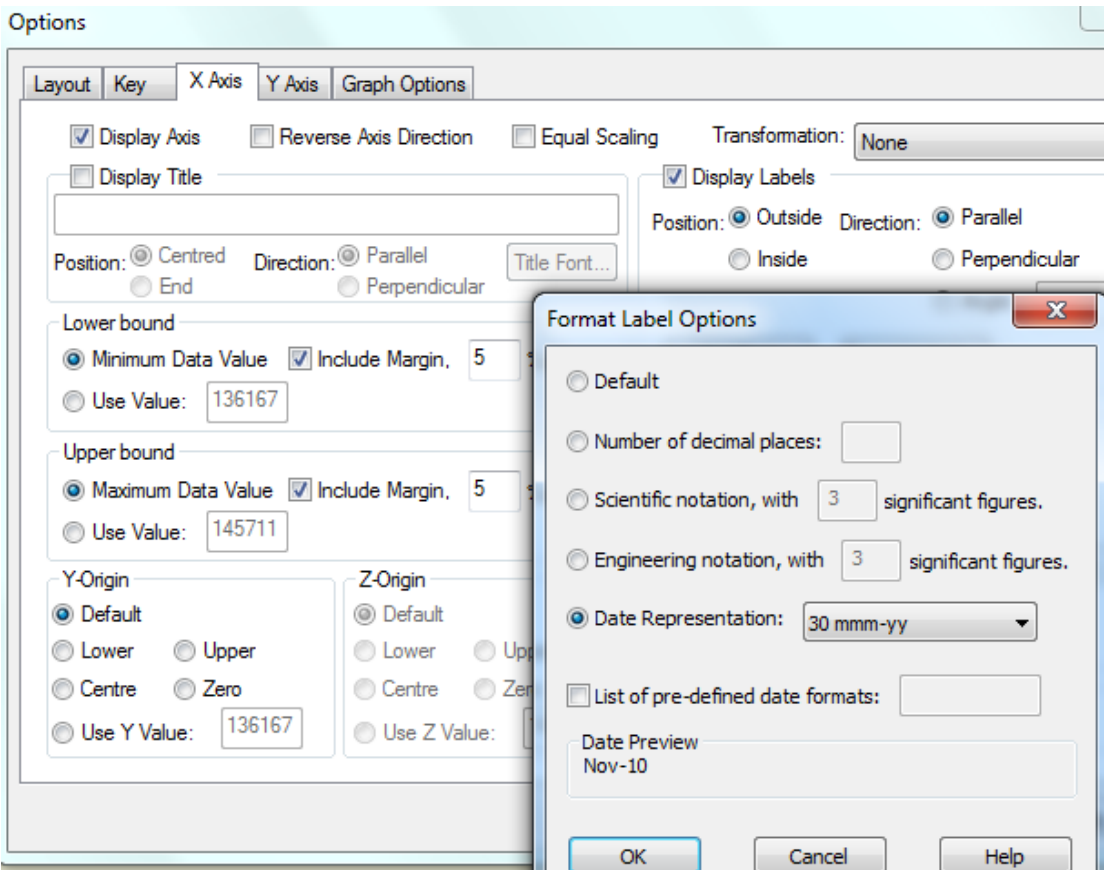 Options
Layout Key X Axis Y Axis Graph Options
Display Axis Reverse Axis Direction Equal Scaling Transformation: None
Display Title
Display Labels
Position: Outside Direction: Parallel
Inside Perpendicular
Position: Centred Direction: Parallel Title Font...
End Perpendicular
Lower bound
Minimum Data Value Include Margin, 5
Use Value: 136167
Upper bound
Maximum Data Value Include Margin, 5
Use Value: 145711
Y-Origin
Default
Lower Upper
Centre Zero
Use Y Value: 136167
Z-Origin
Default
Lower
Centre
Use Z Value:
Format Label Options
Default
Number of decimal places:
Scientific notation, with 3 significant figures.
Engineering notation, with 3 significant figures.
Date Representation: 30 mmm-yy
List of pre-defined date formats:
Date Preview
Nov-10
OK Cancel Help